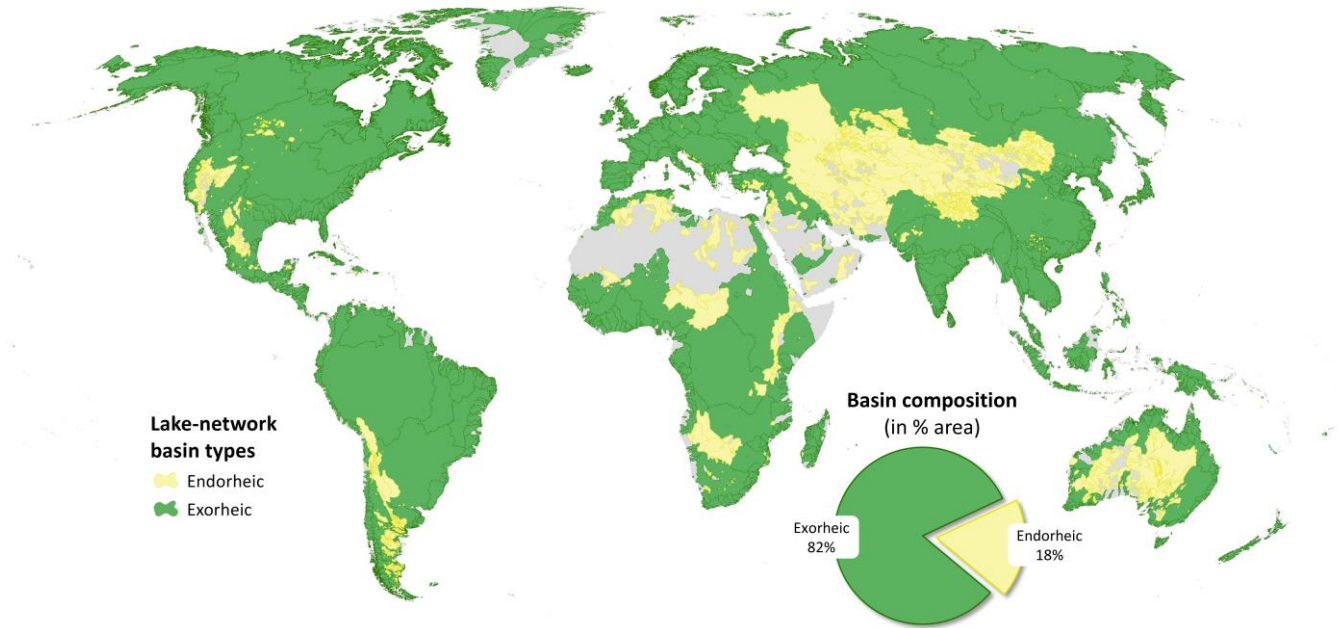 Lake-network
basin types
Endorheic
Exorheic
Basin composition
(in % area)
Exorheic
82%
Endorheic
18%